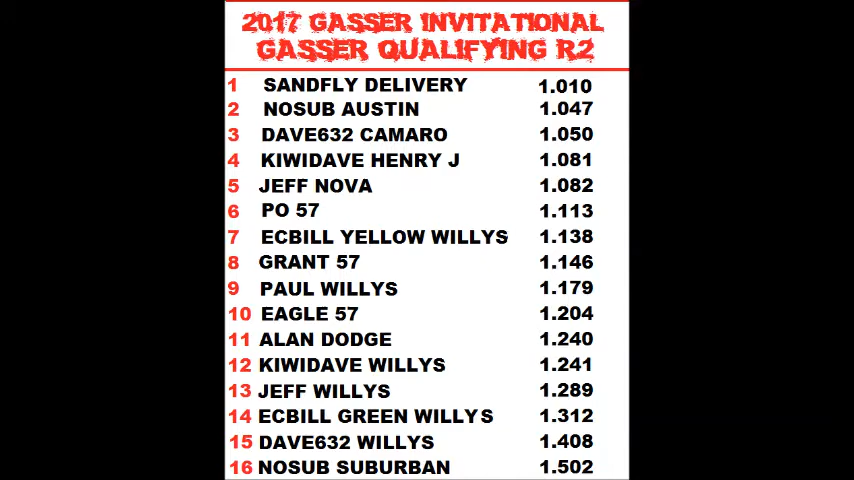 2017 GASSER INVITATIONAL
GASSER QUALIFYING R2
1 SANDFLY DELIVERY 1.010
2 NOSUB AUSTIN 1.047
3 DAVE632 CAMARO 1.050
4 KIWIDAVE HENRY J 1.081
5 JEFF NOVA 1.082
6 PO 57 1.113
7 ECBILL YELLOW WILLYS 1.138
8 GRANT 57 1.146
9 PAUL WILLYS 1.179
10 EAGLE 57 1.204
11 ALAN DODGE 1.240
12 KIWIDAVE WILLYS 1.241
13 JEFF WILLYS 1.289
14 ECBILL GREEN WILLYS 1.312
15 DAVE632 WILLYS 1.408
16 NOSUB SUBURBAN 1.502